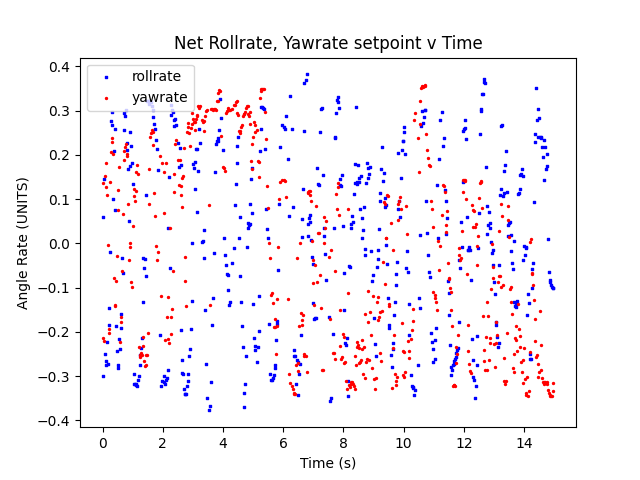 Net Rollrate, Yawrate setpoint v Time
rollrate
yawrate
0.4
0.3
0.2
0.1
0.0
−0.1
−0.2
−0.3
−0.4
Angle Rate (UNITS)
0 2 4 6 8 10 12 14
Time (s)